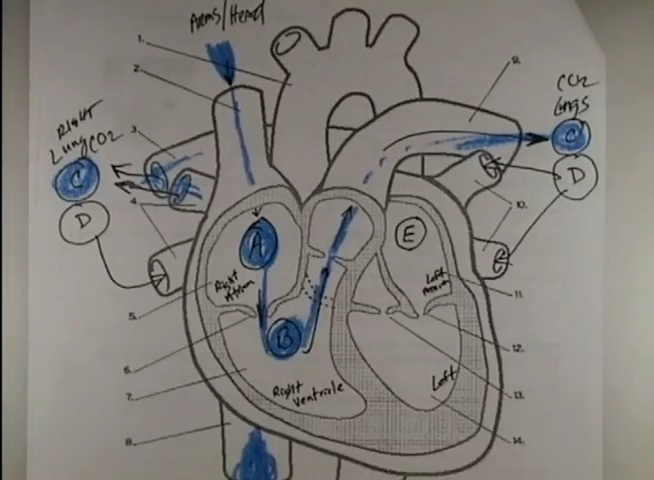 Arms/Head
1.
2.
9.
CO2
Lungs
Right
Lung CO2
3.
C
C
D
D
4.
10.
A
E
Right
Atrium
Left
Atrium
5.
11.
B
6.
12.
7.
Right
Ventricle
Left
13.
8.
14.